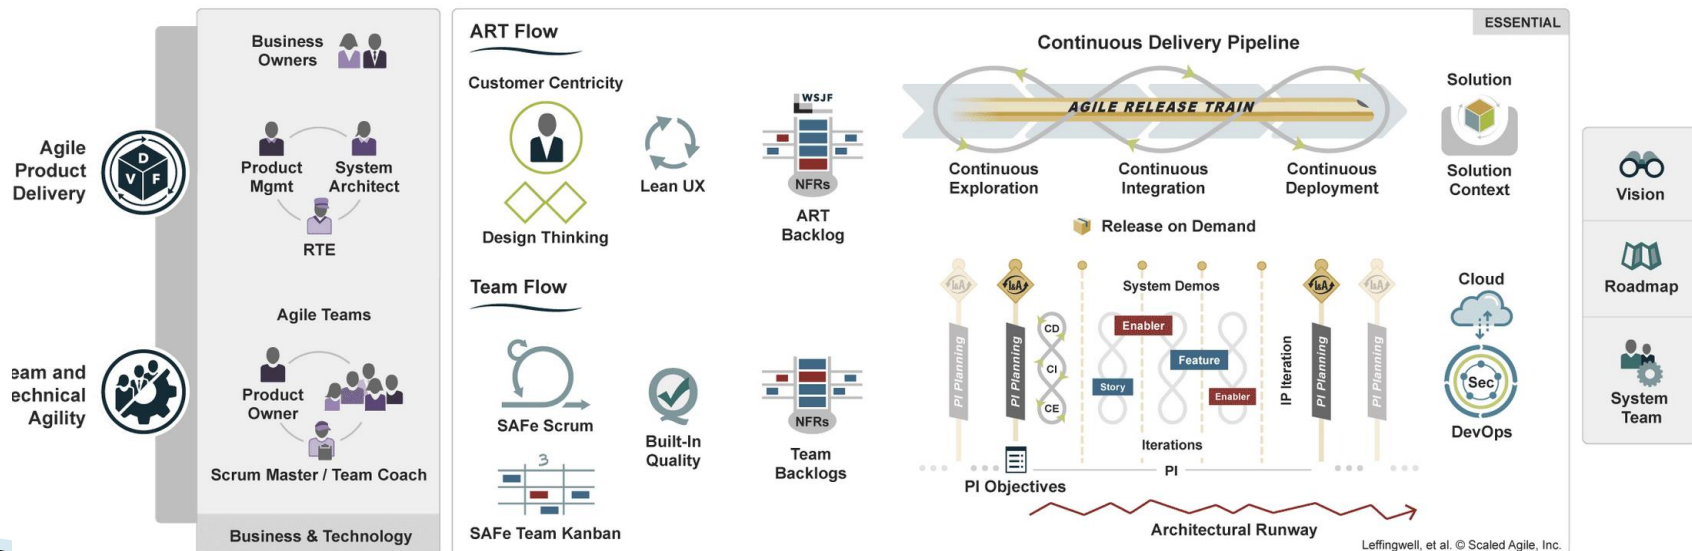 Agile
Product
Delivery
D
V F
eam and
echnical
Agility
Business
Owners
Product
Mgmt
System
Architect
RTE
Agile Teams
Product
Owner
Scrum Master / Team Coach
Business & Technology
ESSENTIAL
ART Flow
Customer Centricity
Design Thinking
Lean UX
WSJF
NFRs
ART
Backlog
Team Flow
SAFe Scrum
3
SAFe Team Kanban
Built-In
Quality
NFRs
Team
Backlogs
Continuous Delivery Pipeline
AGILE RELEASE TRAIN
Continuous
Exploration
Continuous
Integration
Continuous
Deployment
Release on Demand
Solution
Solution
Context
I&A
I&A
System Demos
I&A
I&A
PI Planning
PI Planning
CD
CI
CE
Enabler
Feature
Story
Enabler
IP Iteration
PI Planning
PI Planning
Iterations
PI
PI Objectives
Architectural Runway
Cloud
Sec
DevOps
Leffingwell, et al. © Scaled Agile, Inc.
Vision
Roadmap
System
Team